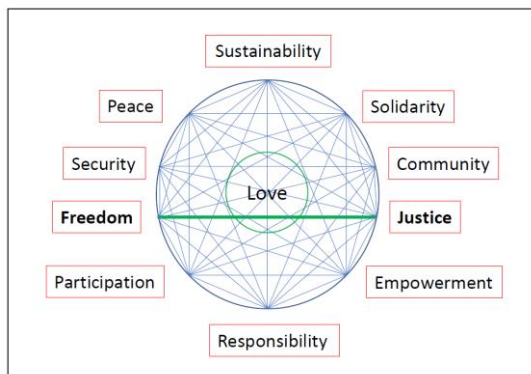 Sustainability
Peace
Solidarity
Security
Community
Love
Freedom
Justice
Participation
Empowerment
Responsibility